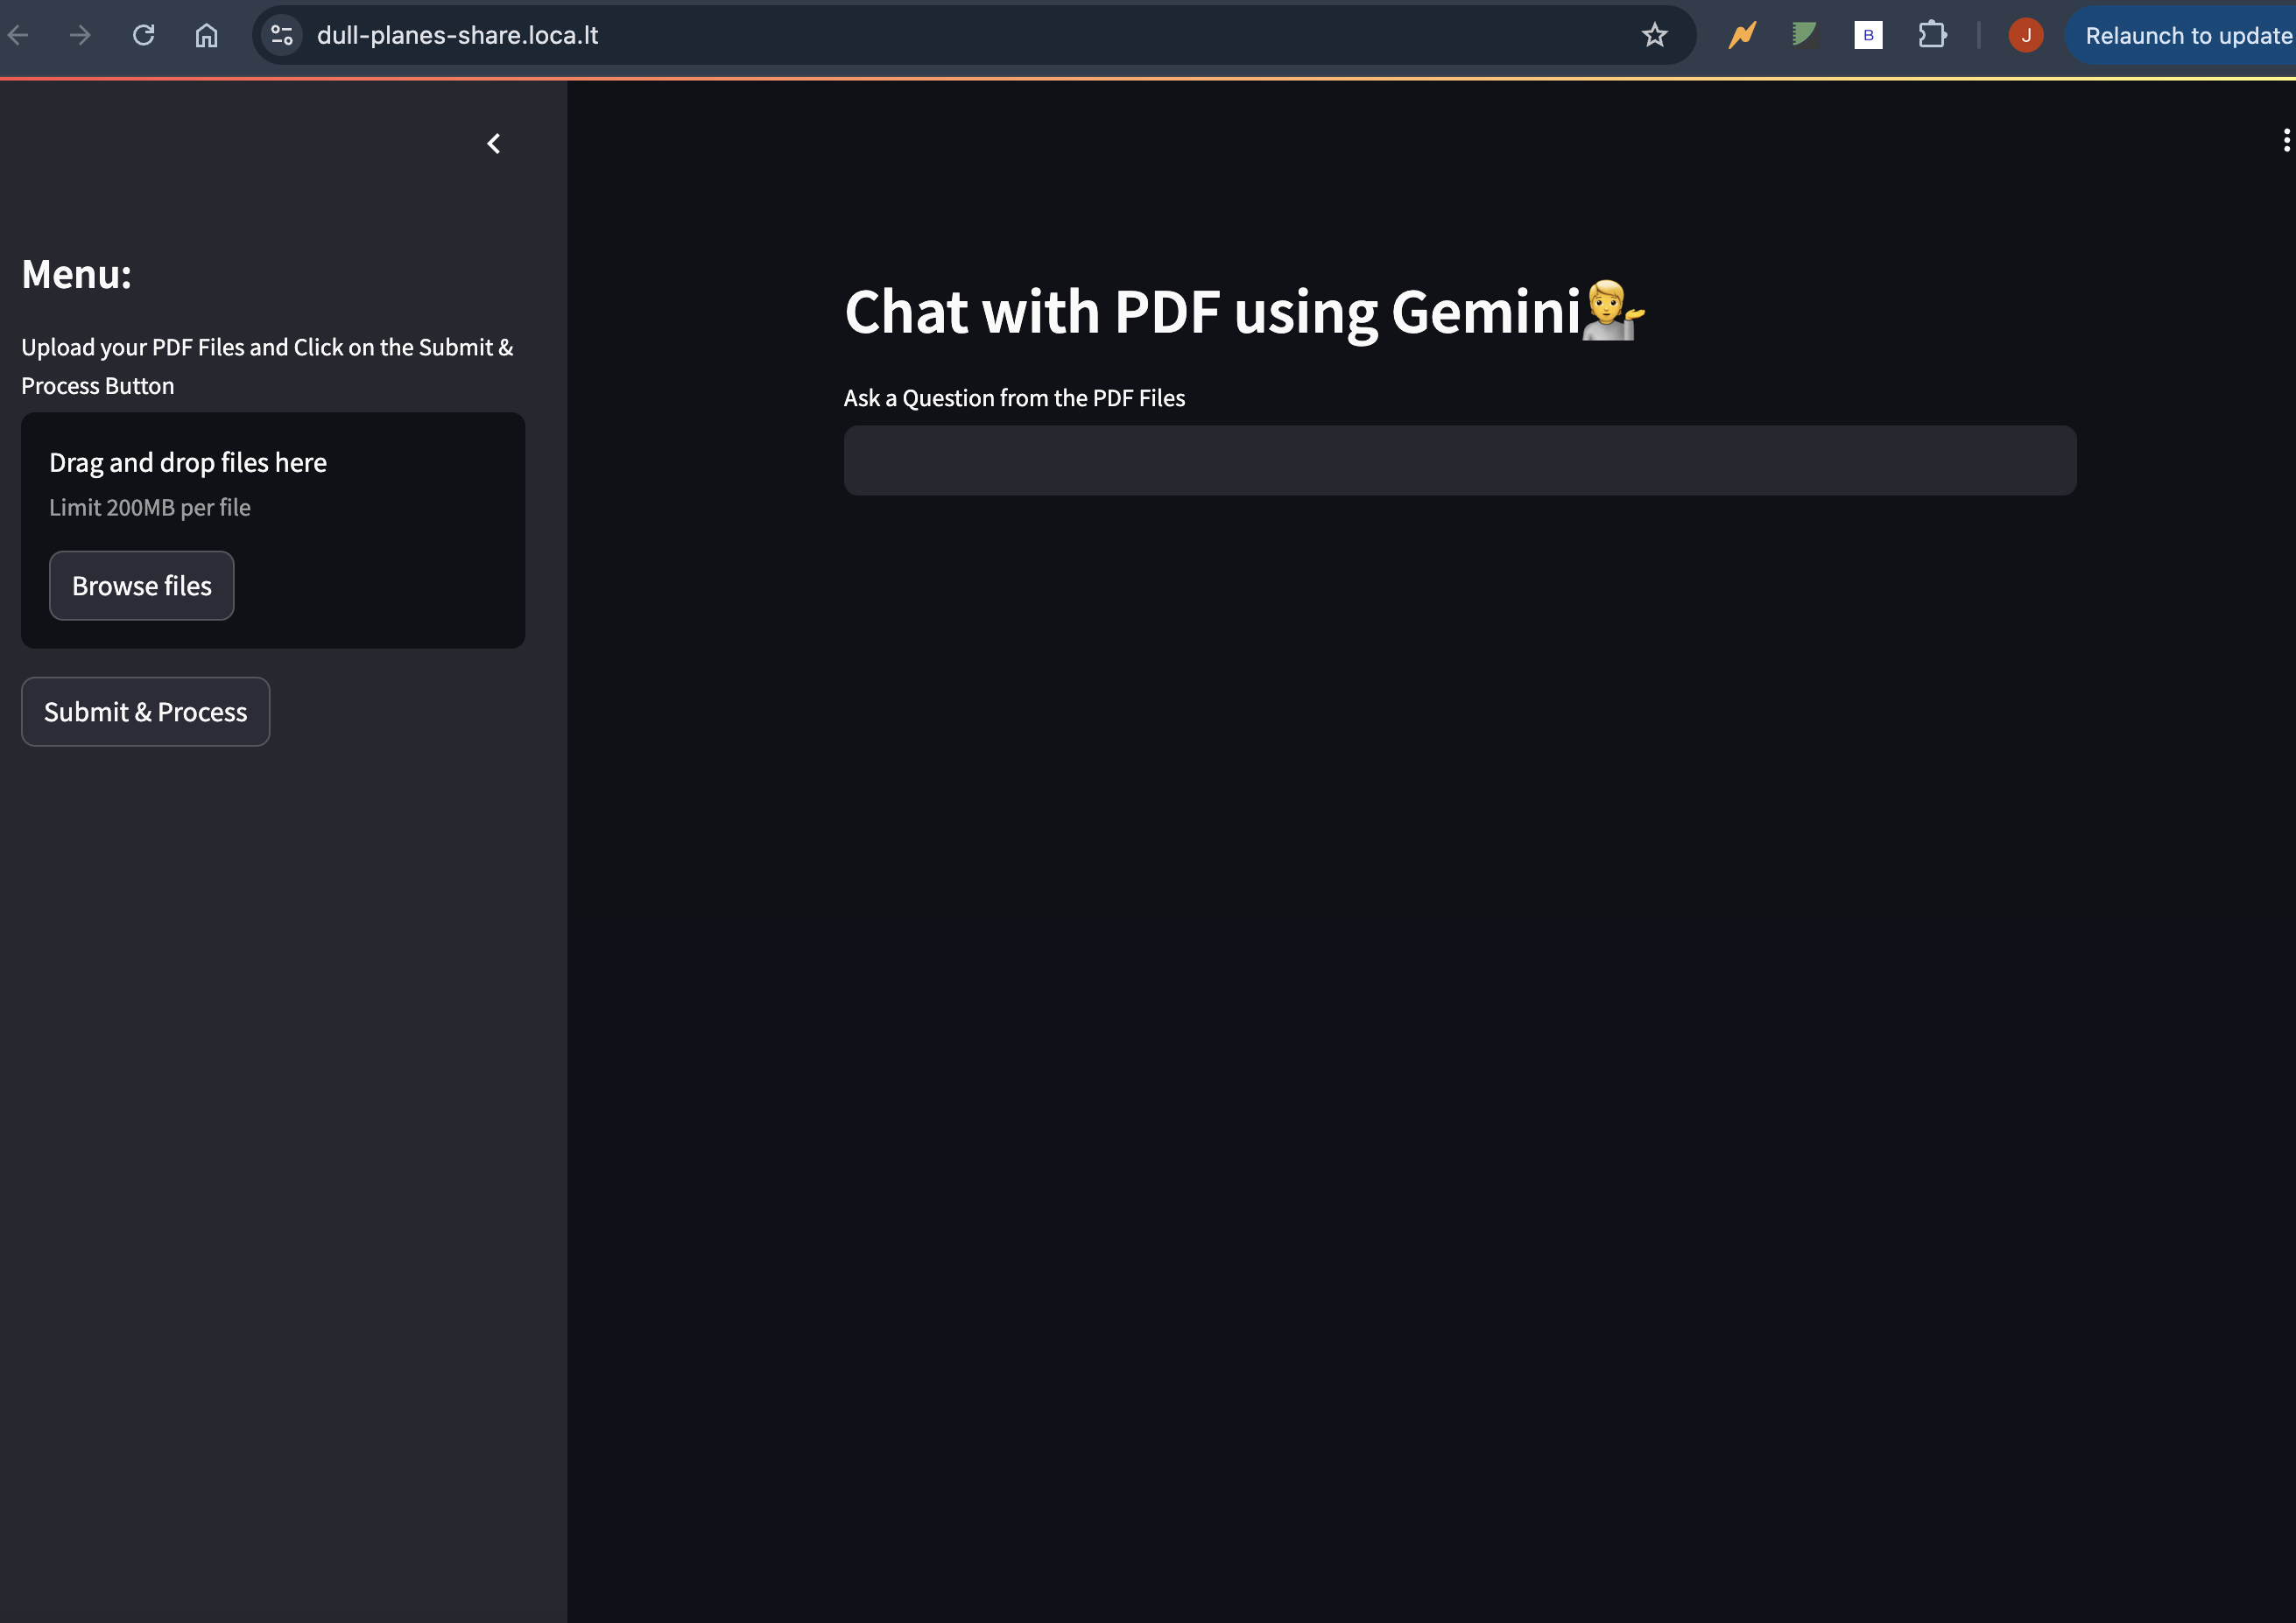 dull-planes-share.loca.lt
B
J
Relaunch to update
Menu:
Upload your PDF Files and Click on the Submit &
Process Button
Drag and drop files here
Limit 200MB per file
Browse files
Submit & Process
Chat with PDF using Gemini💁
Ask a Question from the PDF Files